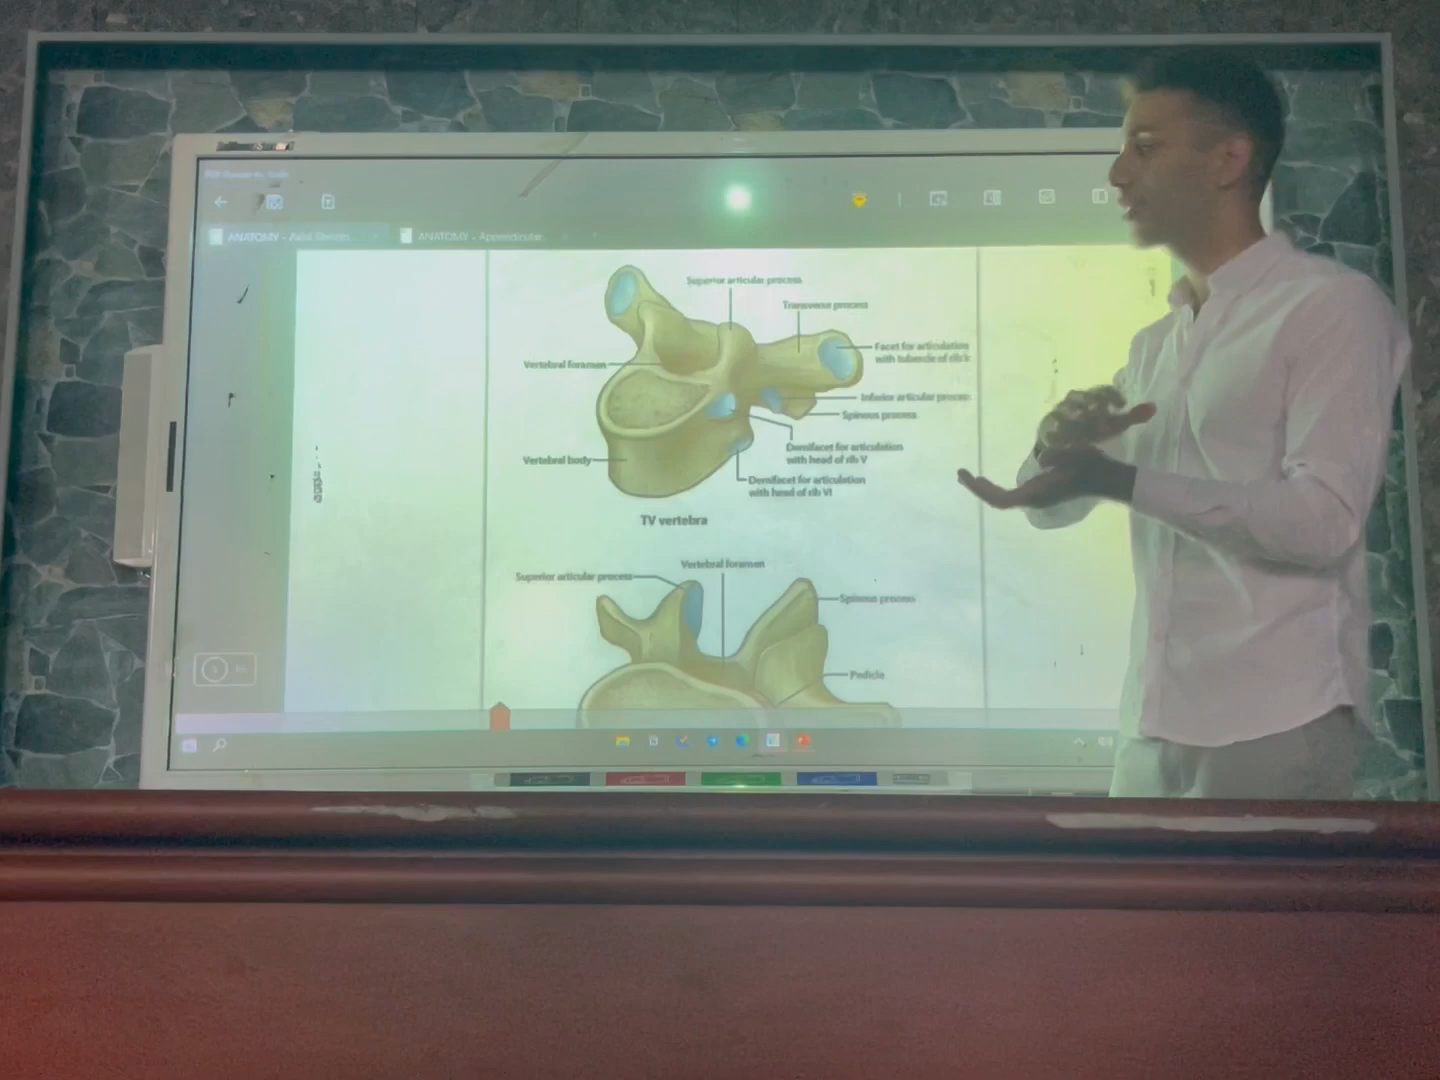 ANATOMY - Axial
ANATOMY - Appendicular
Superior articular process
Transverse process
Facet for articulation
with tubercle of rib
Vertebral foramen
Inferior articular process
Spinous process
Demifacet for articulation
with head of rib V
Vertebral body
Demifacet for articulation
with head of rib VI
TV vertebra
Vertebral foramen
Superior articular process
Spinous process
Pedicle